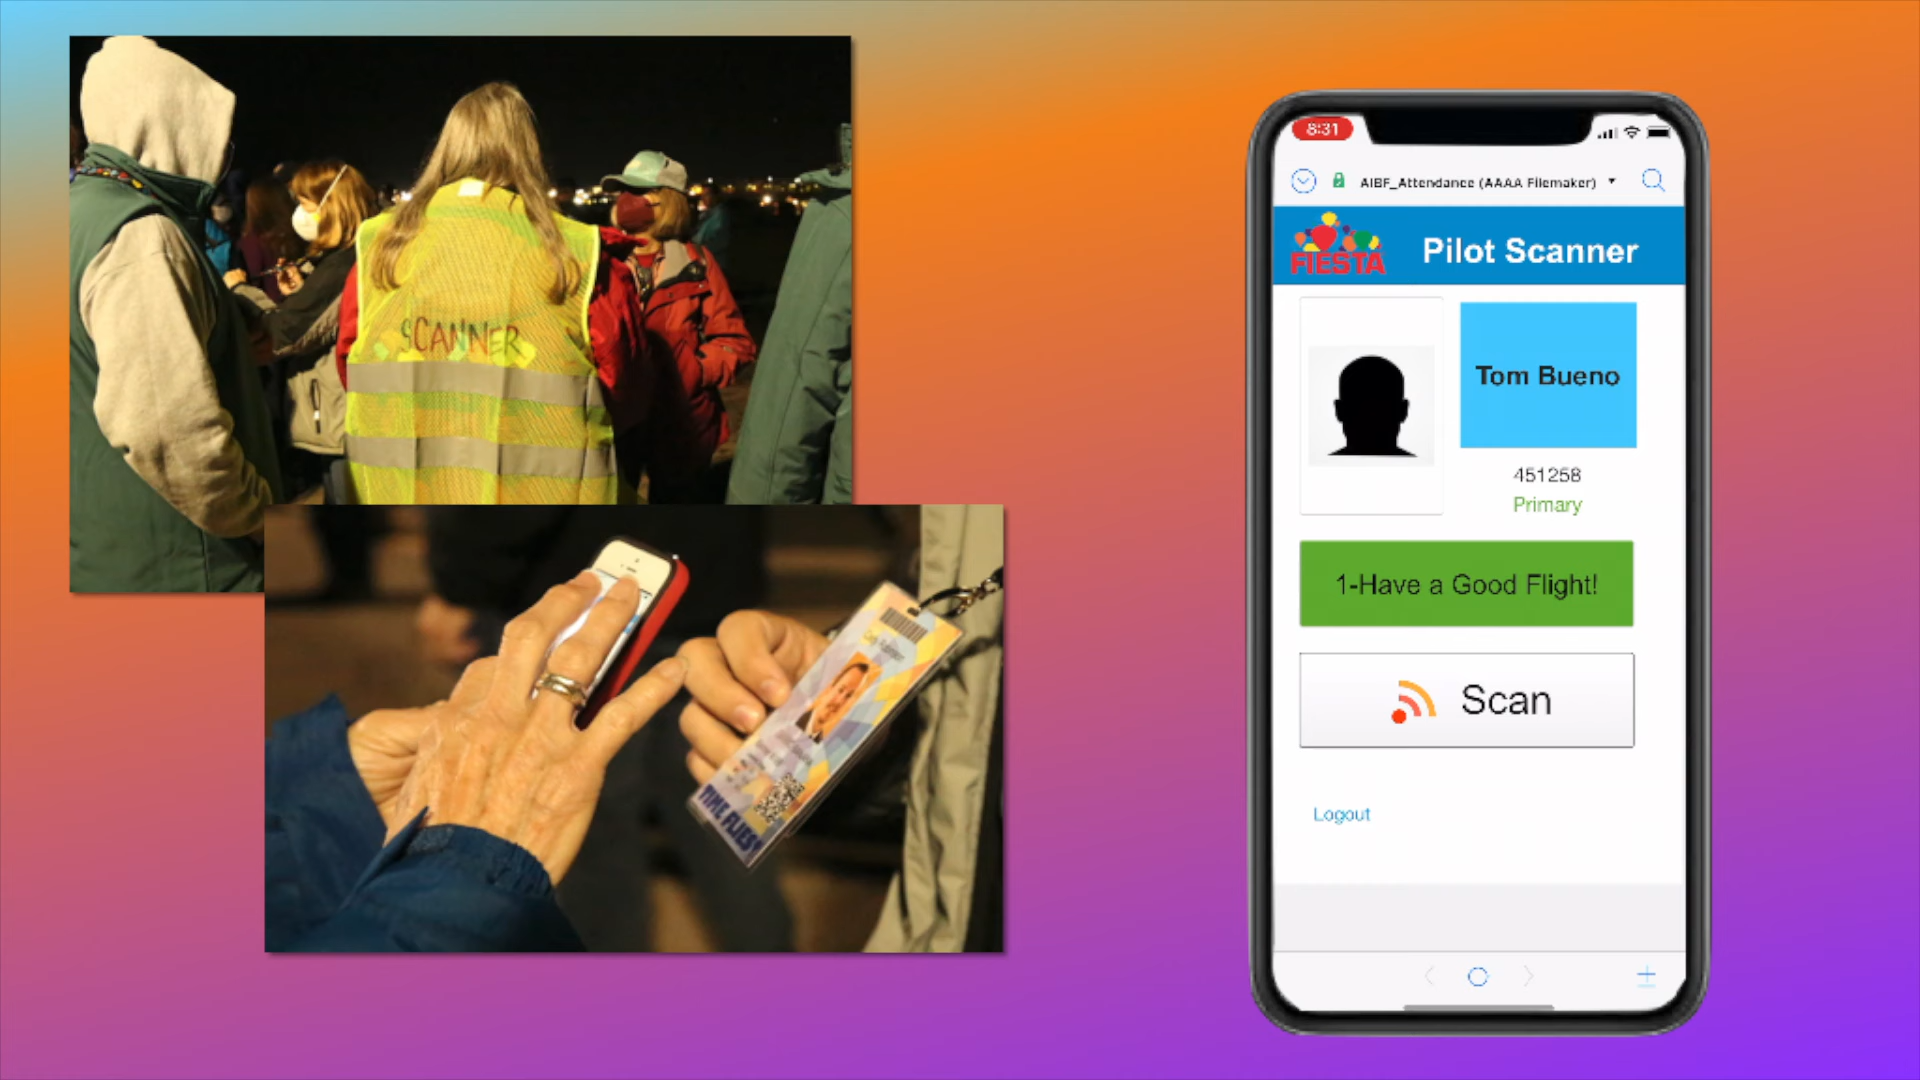 SCANNER
TIME FLIES
8:31
AIBF_Attendance (AAAA Filemaker)
FIESTA
Pilot Scanner
Tom Bueno
451258
Primary
1-Have a Good Flight!
Scan
Logout